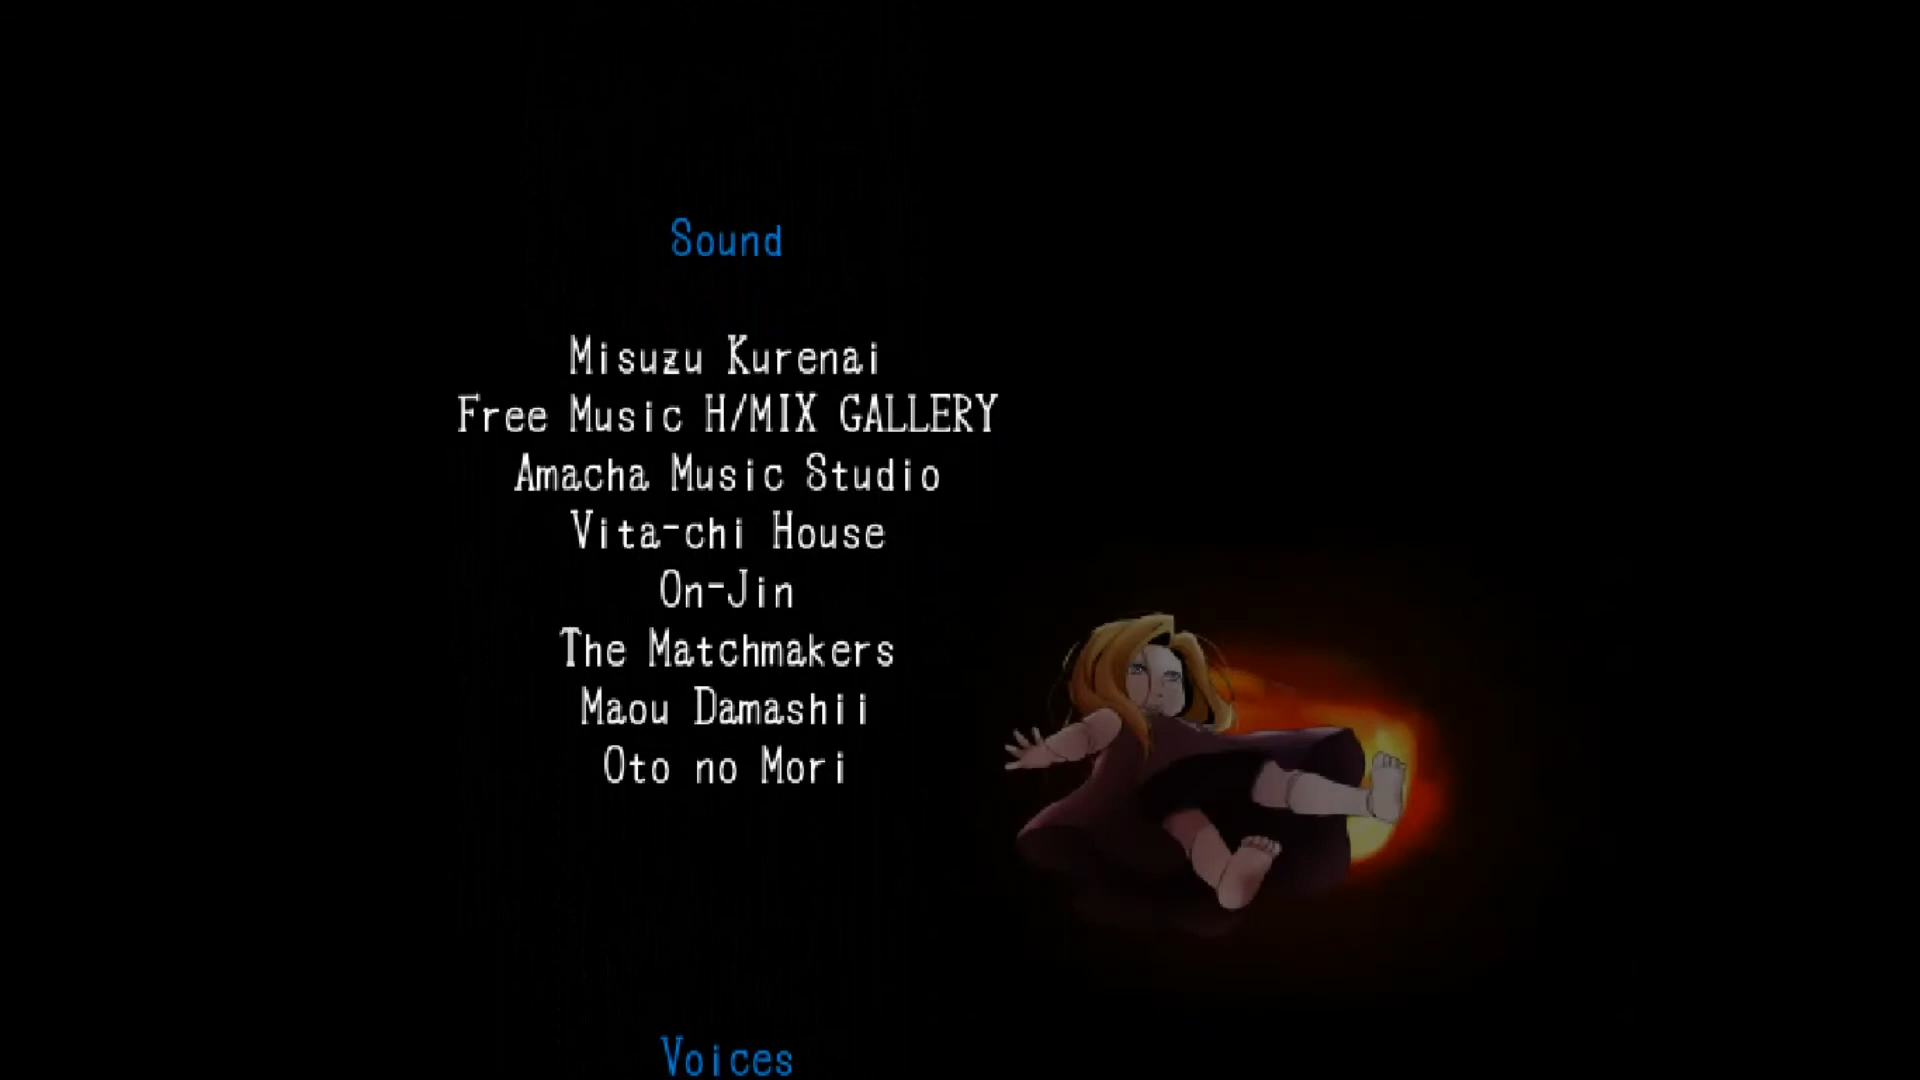 Sound
Misuzu Kurenai
Free Music H/MIX GALLERY
Amacha Music Studio
Vita-chi House
On-Jin
The Matchmakers
Maou Damashii
Oto no Mori
Voices